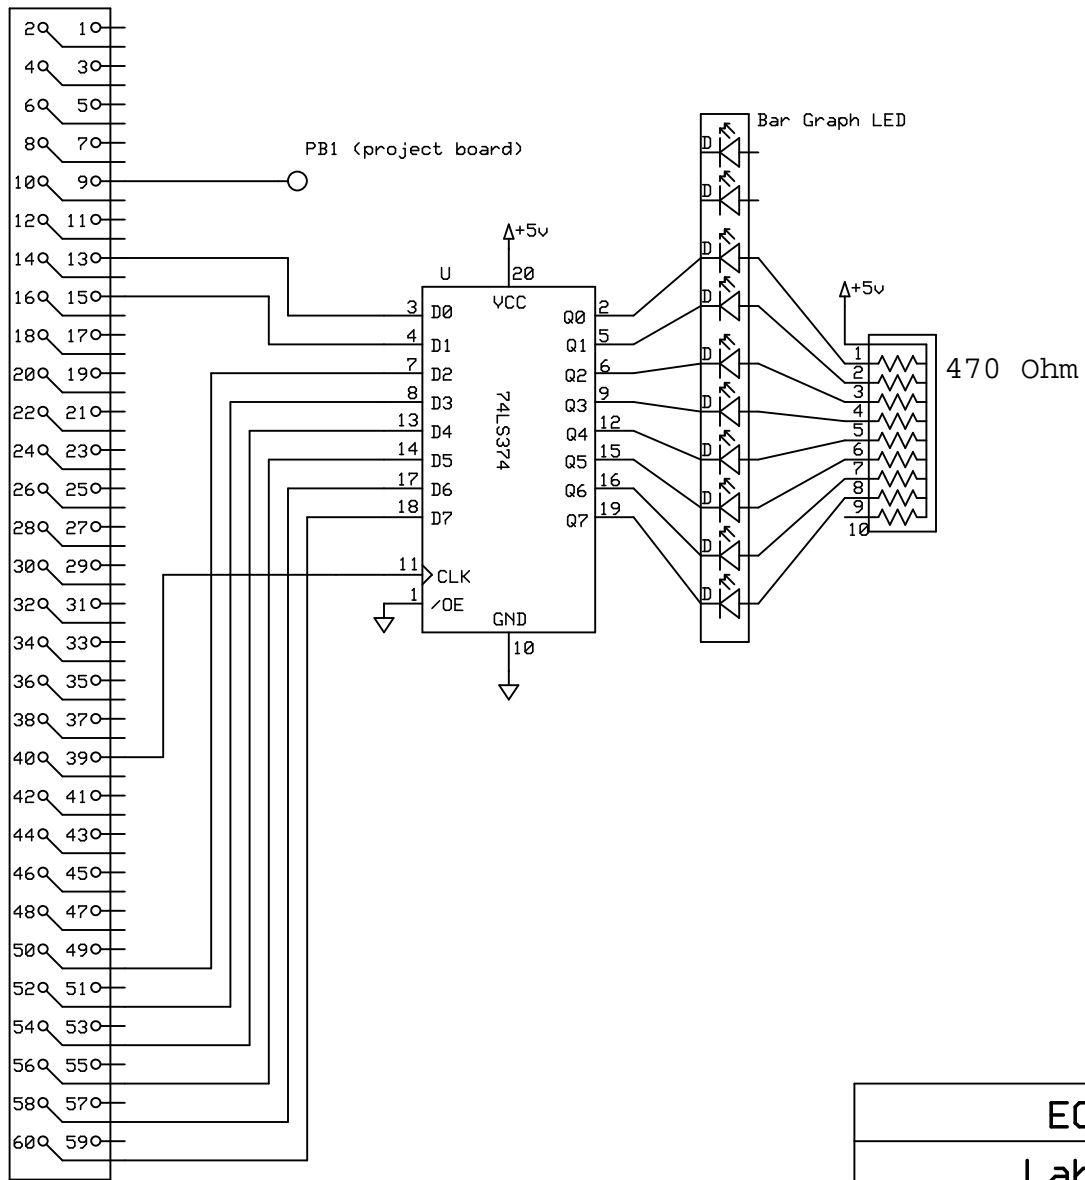 2 1
4 3
6 5
8 7
10 9
12 11
14 13
16 15
18 17
20 19
22 21
24 23
26 25
28 27
30 29
32 31
34 33
36 35
38 37
40 39
42 41
44 43
46 45
48 47
50 49
52 51
54 53
56 55
58 57
60 59
PB1 (project board)
+5v
U 20
VCC
3 D0 Q0 2
4 D1 Q1 5
7 D2 Q2 6
8 D3 Q3 9
13 D4 Q4 12
14 D5 Q5 15
17 D6 Q6 16
18 D7 Q7 19
74LS374
11 CLK
1 /OE
GND
10
Bar Graph LED
D
D
D
D
D
D
D
D
D
D
+5v
1
2
3
4
5
6
7
8
9
10
470 Ohm